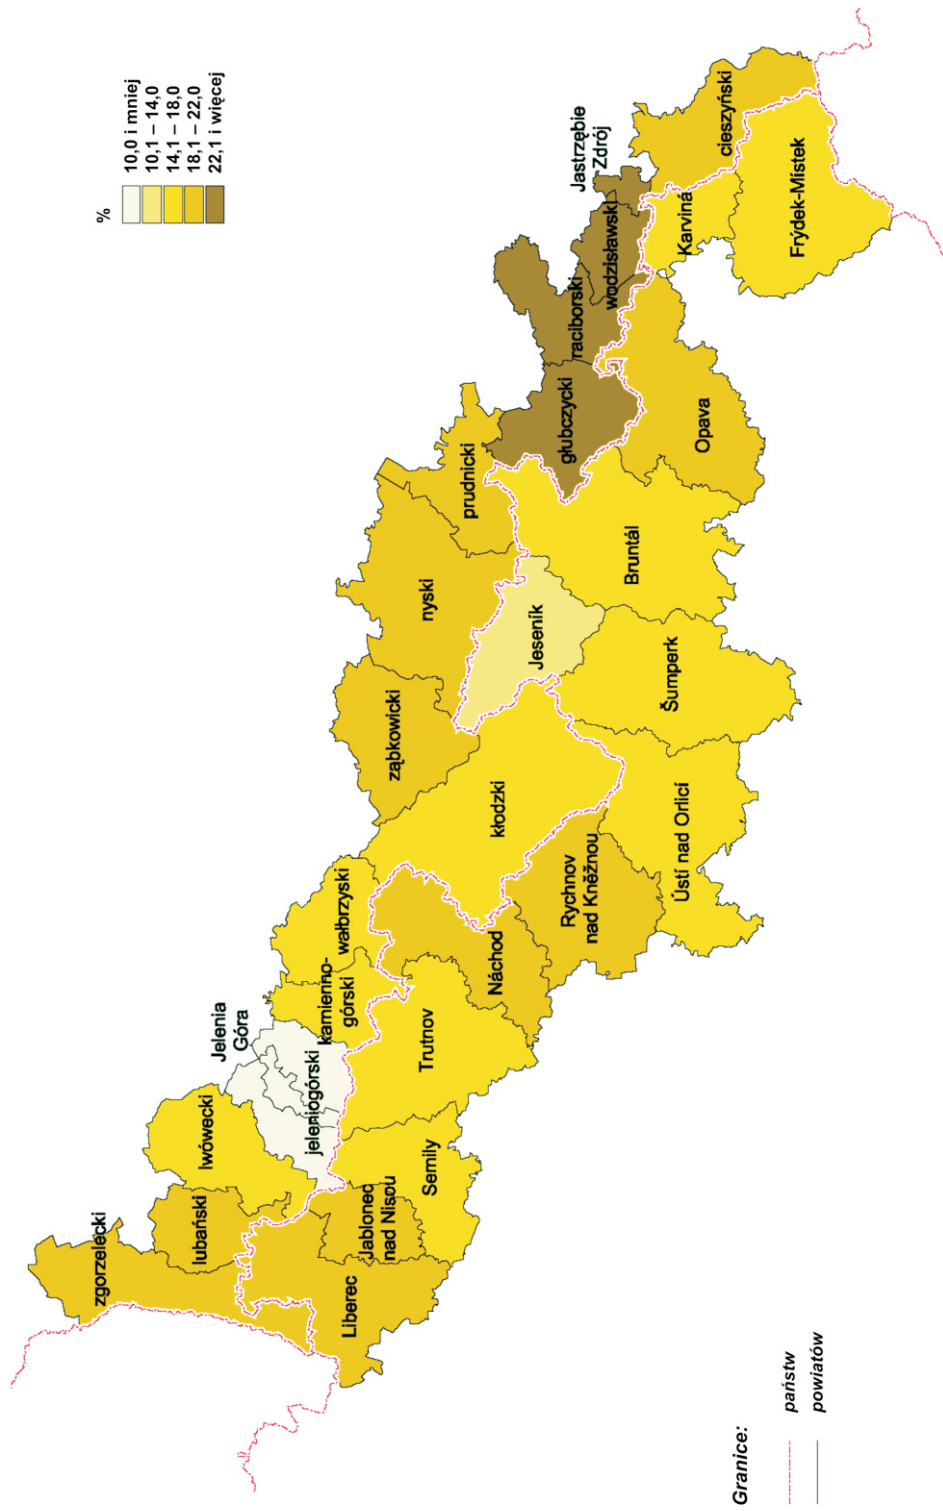 %
10,0 i mniej
10,1 – 14,0
14,1 – 18,0
18,1 – 22,0
22,1 i więcej
zgorzelecki
lubański
lwówecki
Jelenia
Góra
jeleniogórski
kamienno-
górski
wałbrzyski
kłodzki
ząbkowicki
nyski
prudnicki
głubczycki
raciborski
wodzisławski
Jastrzębie
Zdrój
cieszyński
Liberec
Jablonec
nad Nisou
Semily
Trutnov
Náchod
Rychnov
nad Kněžnou
Ústí nad Orlicí
Šumperk
Jeseník
Bruntál
Opava
Karviná
Frýdek-Místek
Granice:
państw
powiatów